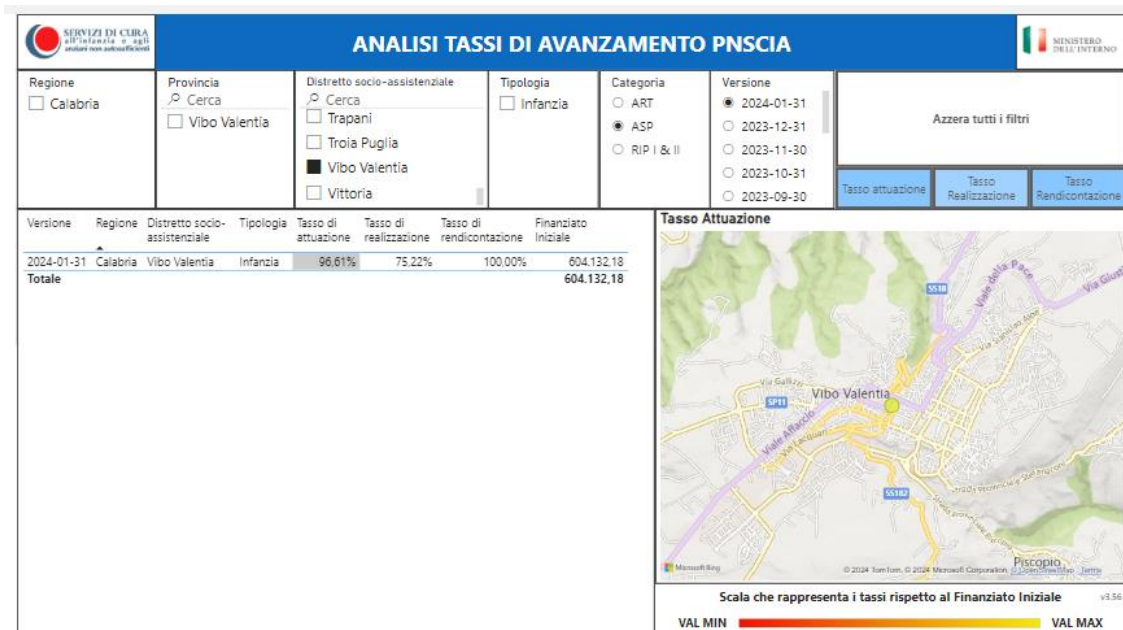 SERVIZI DI CURA
all'infanzia e agli
anziani non autosufficienti
ANALISI TASSI DI AVANZAMENTO PNSCIA
MINISTERO
DELL'INTERNO
Regione
Calabria
Provincia
Cerca
Vibo Valentia
Distretto socio-assistenziale
Cerca
Trapani
Troia Puglia
Vibo Valentia
Vittoria
Tipologia
Infanzia
Categoria
ART
ASP
RIP I & II
Versione
2024-01-31
2023-12-31
2023-11-30
2023-10-31
2023-09-30
Azzera tutti i filtri
Tasso attuazione
Tasso
Realizzazione
Tasso
Rendicontazione
Versione Regione Distretto socio-assistenziale Tipologia Tasso di attuazione Tasso di realizzazione Tasso di rendicontazione Finanziato Iniziale
2024-01-31 Calabria Vibo Valentia Infanzia 96,61% 75,22% 100,00% 604.132,18
Totale 604.132,18
Tasso Attuazione
SS18
Viale della Pace
Via Giusti
Via Stanislao Aloe
Via Gallizzi
Vibo Valentia
SP11
Viale Affaccio
Via Lacquari
SS182
Piscopio
Microsoft Bing
© 2024 TomTom, © 2024 Microsoft Corporation, © OpenStreetMap Terms
Scala che rappresenta i tassi rispetto al Finanziato Iniziale
v3.56
VAL MIN
VAL MAX